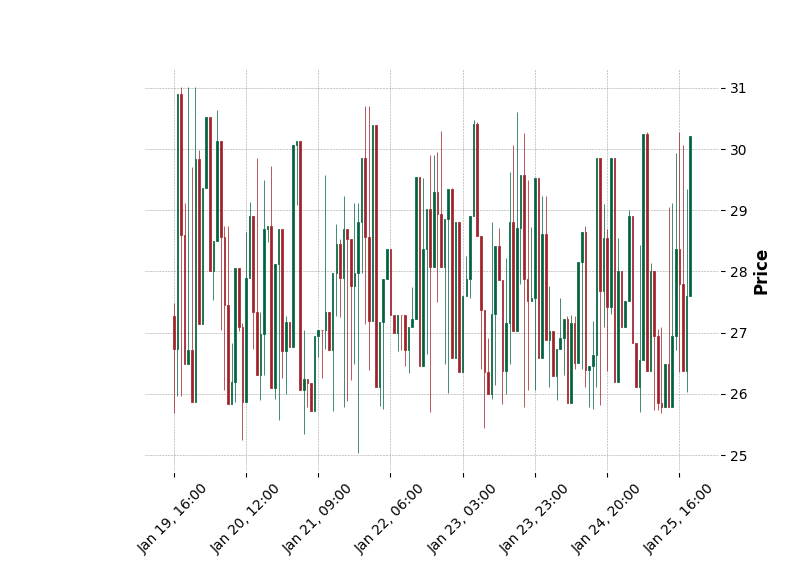 31
30
29
28
27
26
25
Price
Jan 19, 16:00
Jan 20, 12:00
Jan 21, 09:00
Jan 22, 06:00
Jan 23, 03:00
Jan 23, 23:00
Jan 24, 20:00
Jan 25, 16:00